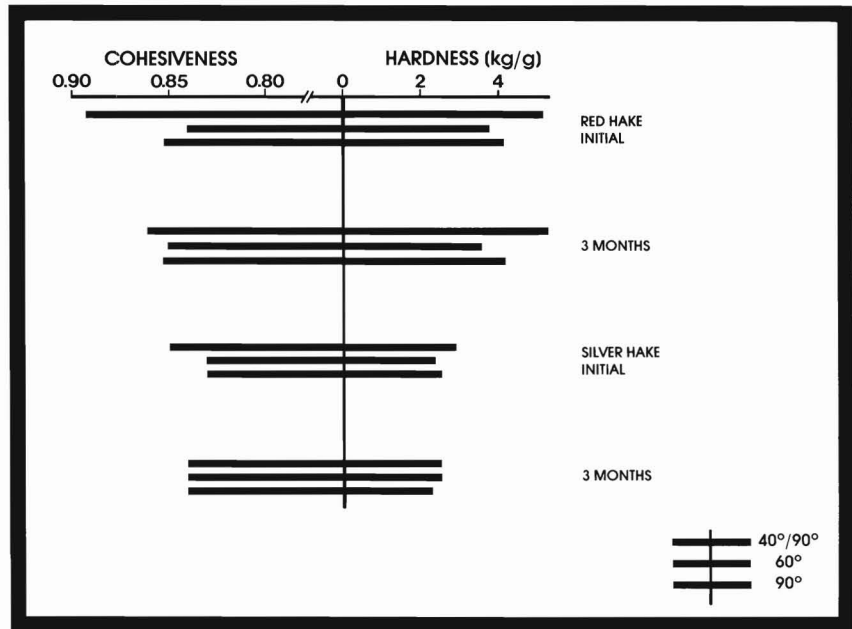 COHESIVENESS HARDNESS (kg/g)
0.90 0.85 0.80 0 2 4
RED HAKE
INITIAL
3 MONTHS
SILVER HAKE
INITIAL
3 MONTHS
40°/90°
60°
90°